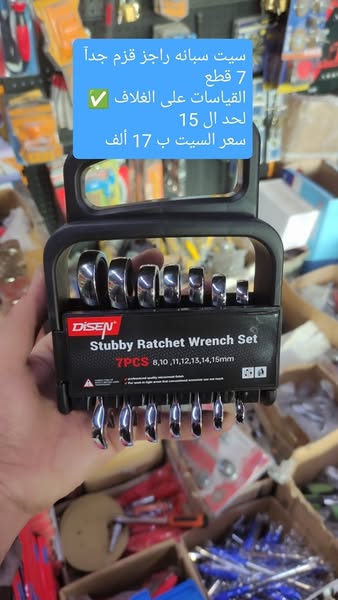 سيت سبانه راجز قزم جدآ
7 قطع
القياسات على الغلاف ✅
لحد ال 15
سعر السيت ب 17 ألف
DISEN
Stubby Ratchet Wrench Set
7PCS 8,10 ,11,12,13,14,15mm